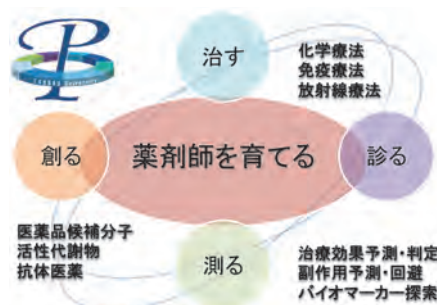 治す
化学療法
免疫療法
放射線療法
創る
薬剤師を育てる
診る
医薬品候補分子
活性代謝物
抗体医薬
測る
治療効果予測・判定
副作用予測・回避
バイオマーカー探索